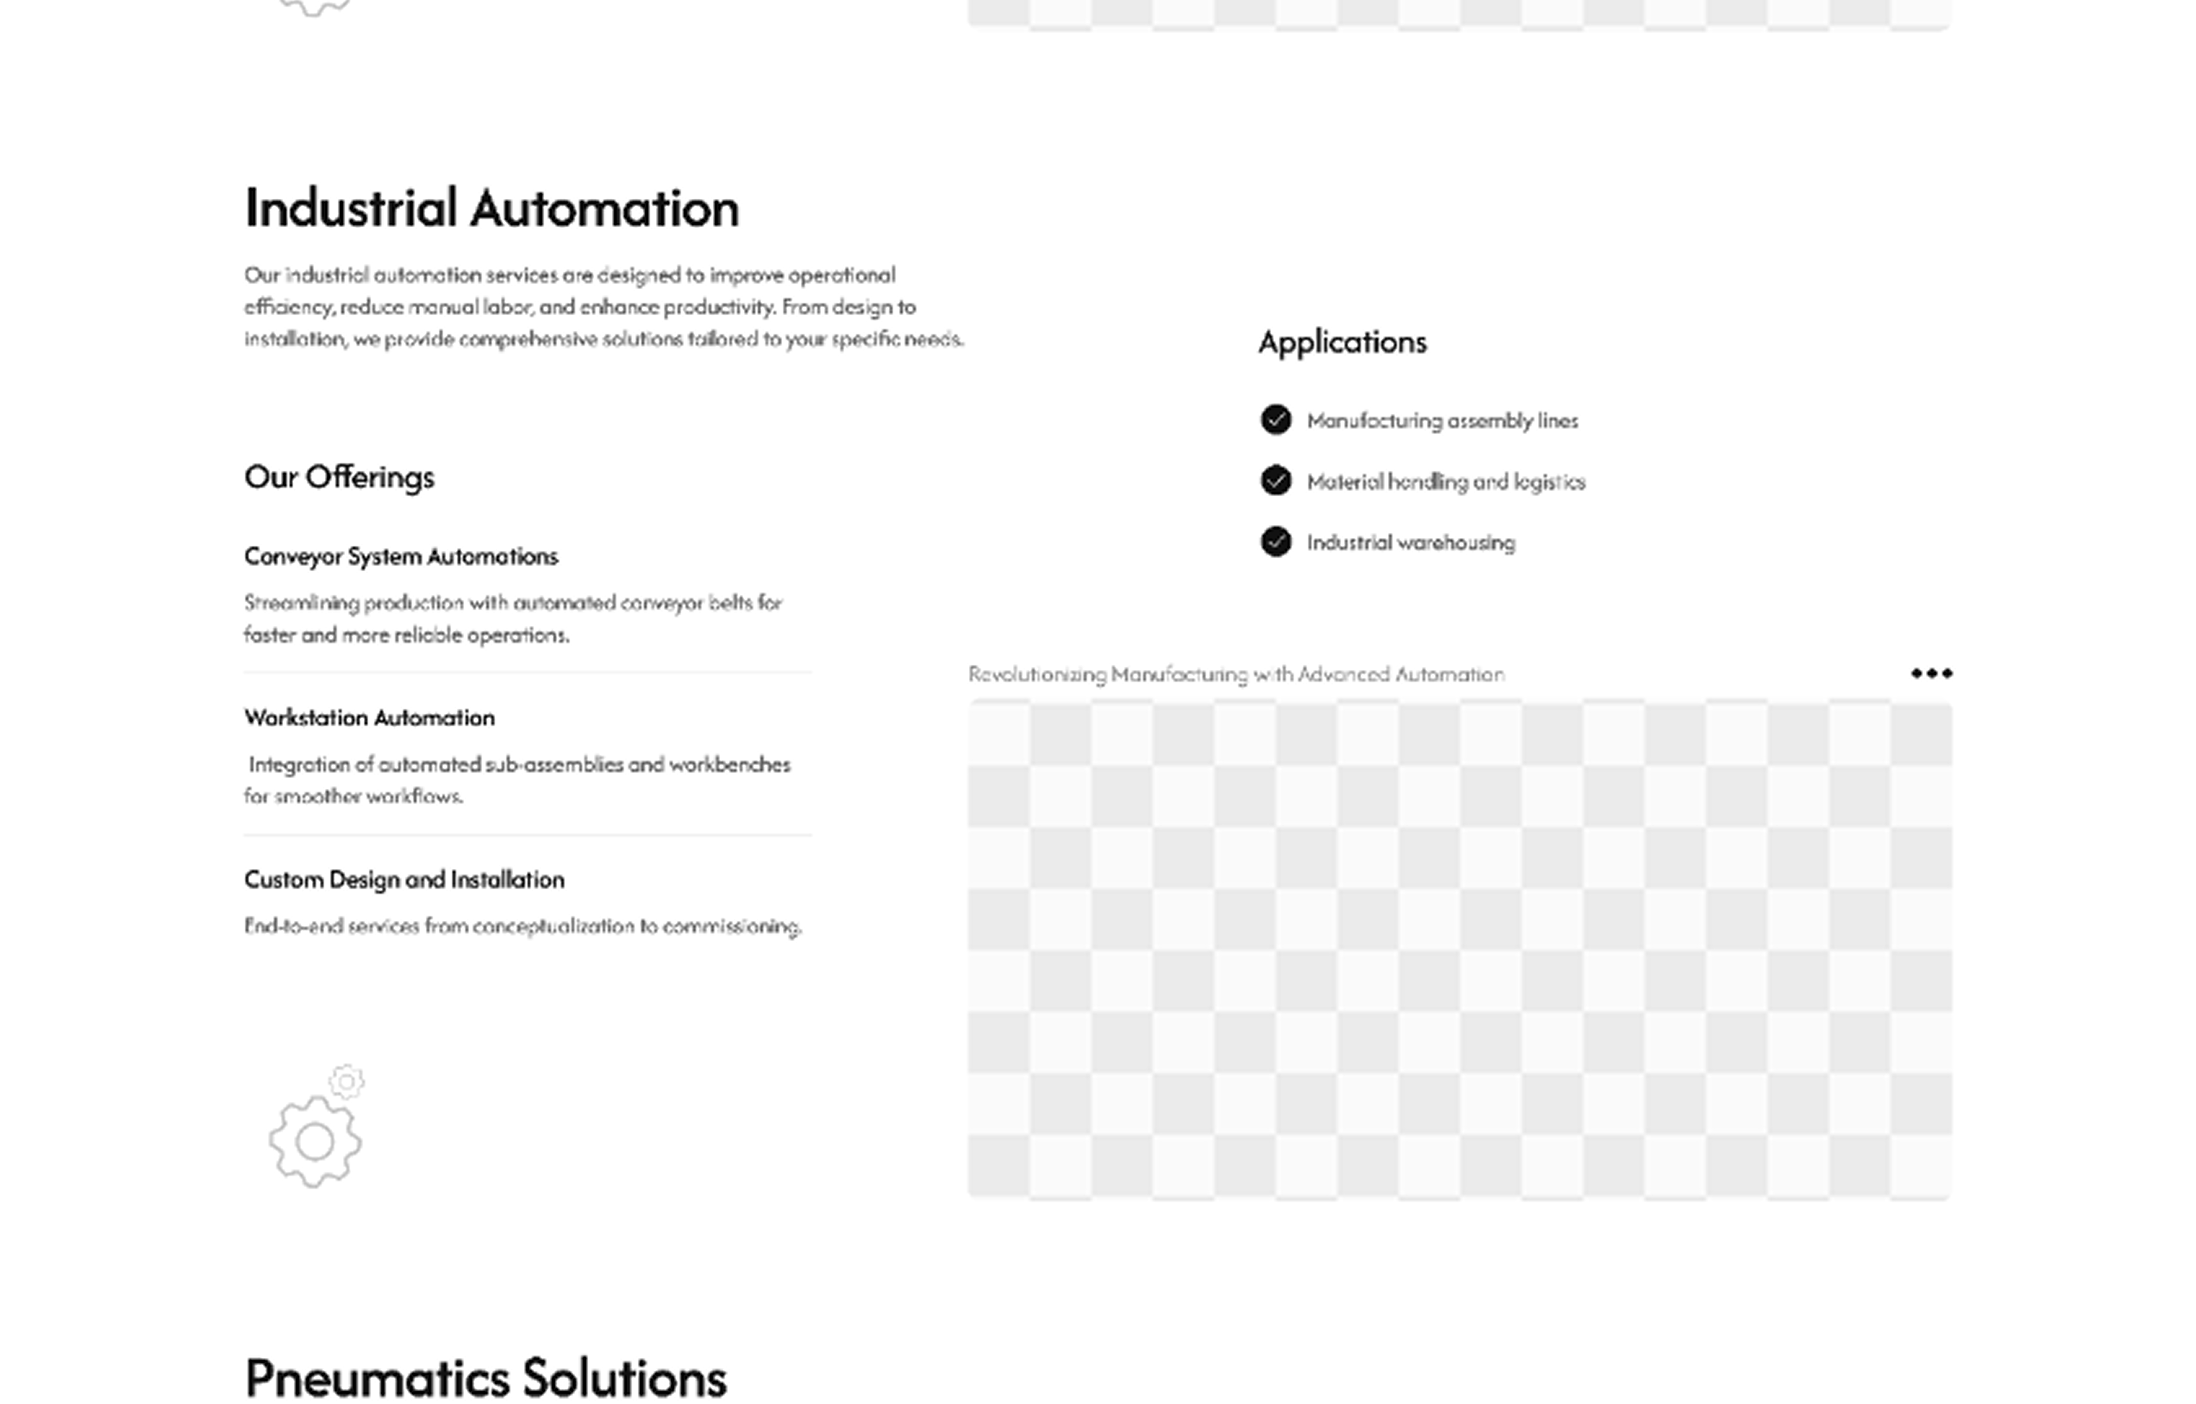 Industrial Automation
Our industrial automation services are designed to improve operational
efficiency, reduce manual labor, and enhance productivity. From design to
installation, we provide comprehensive solutions tailored to your specific needs.
Our Offerings
Conveyor System Automations
Streamlining production with automated conveyor belts for
faster and more reliable operations.
Workstation Automation
Integration of automated sub-assemblies and workbenches
for smoother workflows.
Custom Design and Installation
End-to-end services from conceptualization to commissioning.
Applications
Manufacturing assembly lines
Material handling and logistics
Industrial warehousing
Revolutionizing Manufacturing with Advanced Automation
Pneumatics Solutions